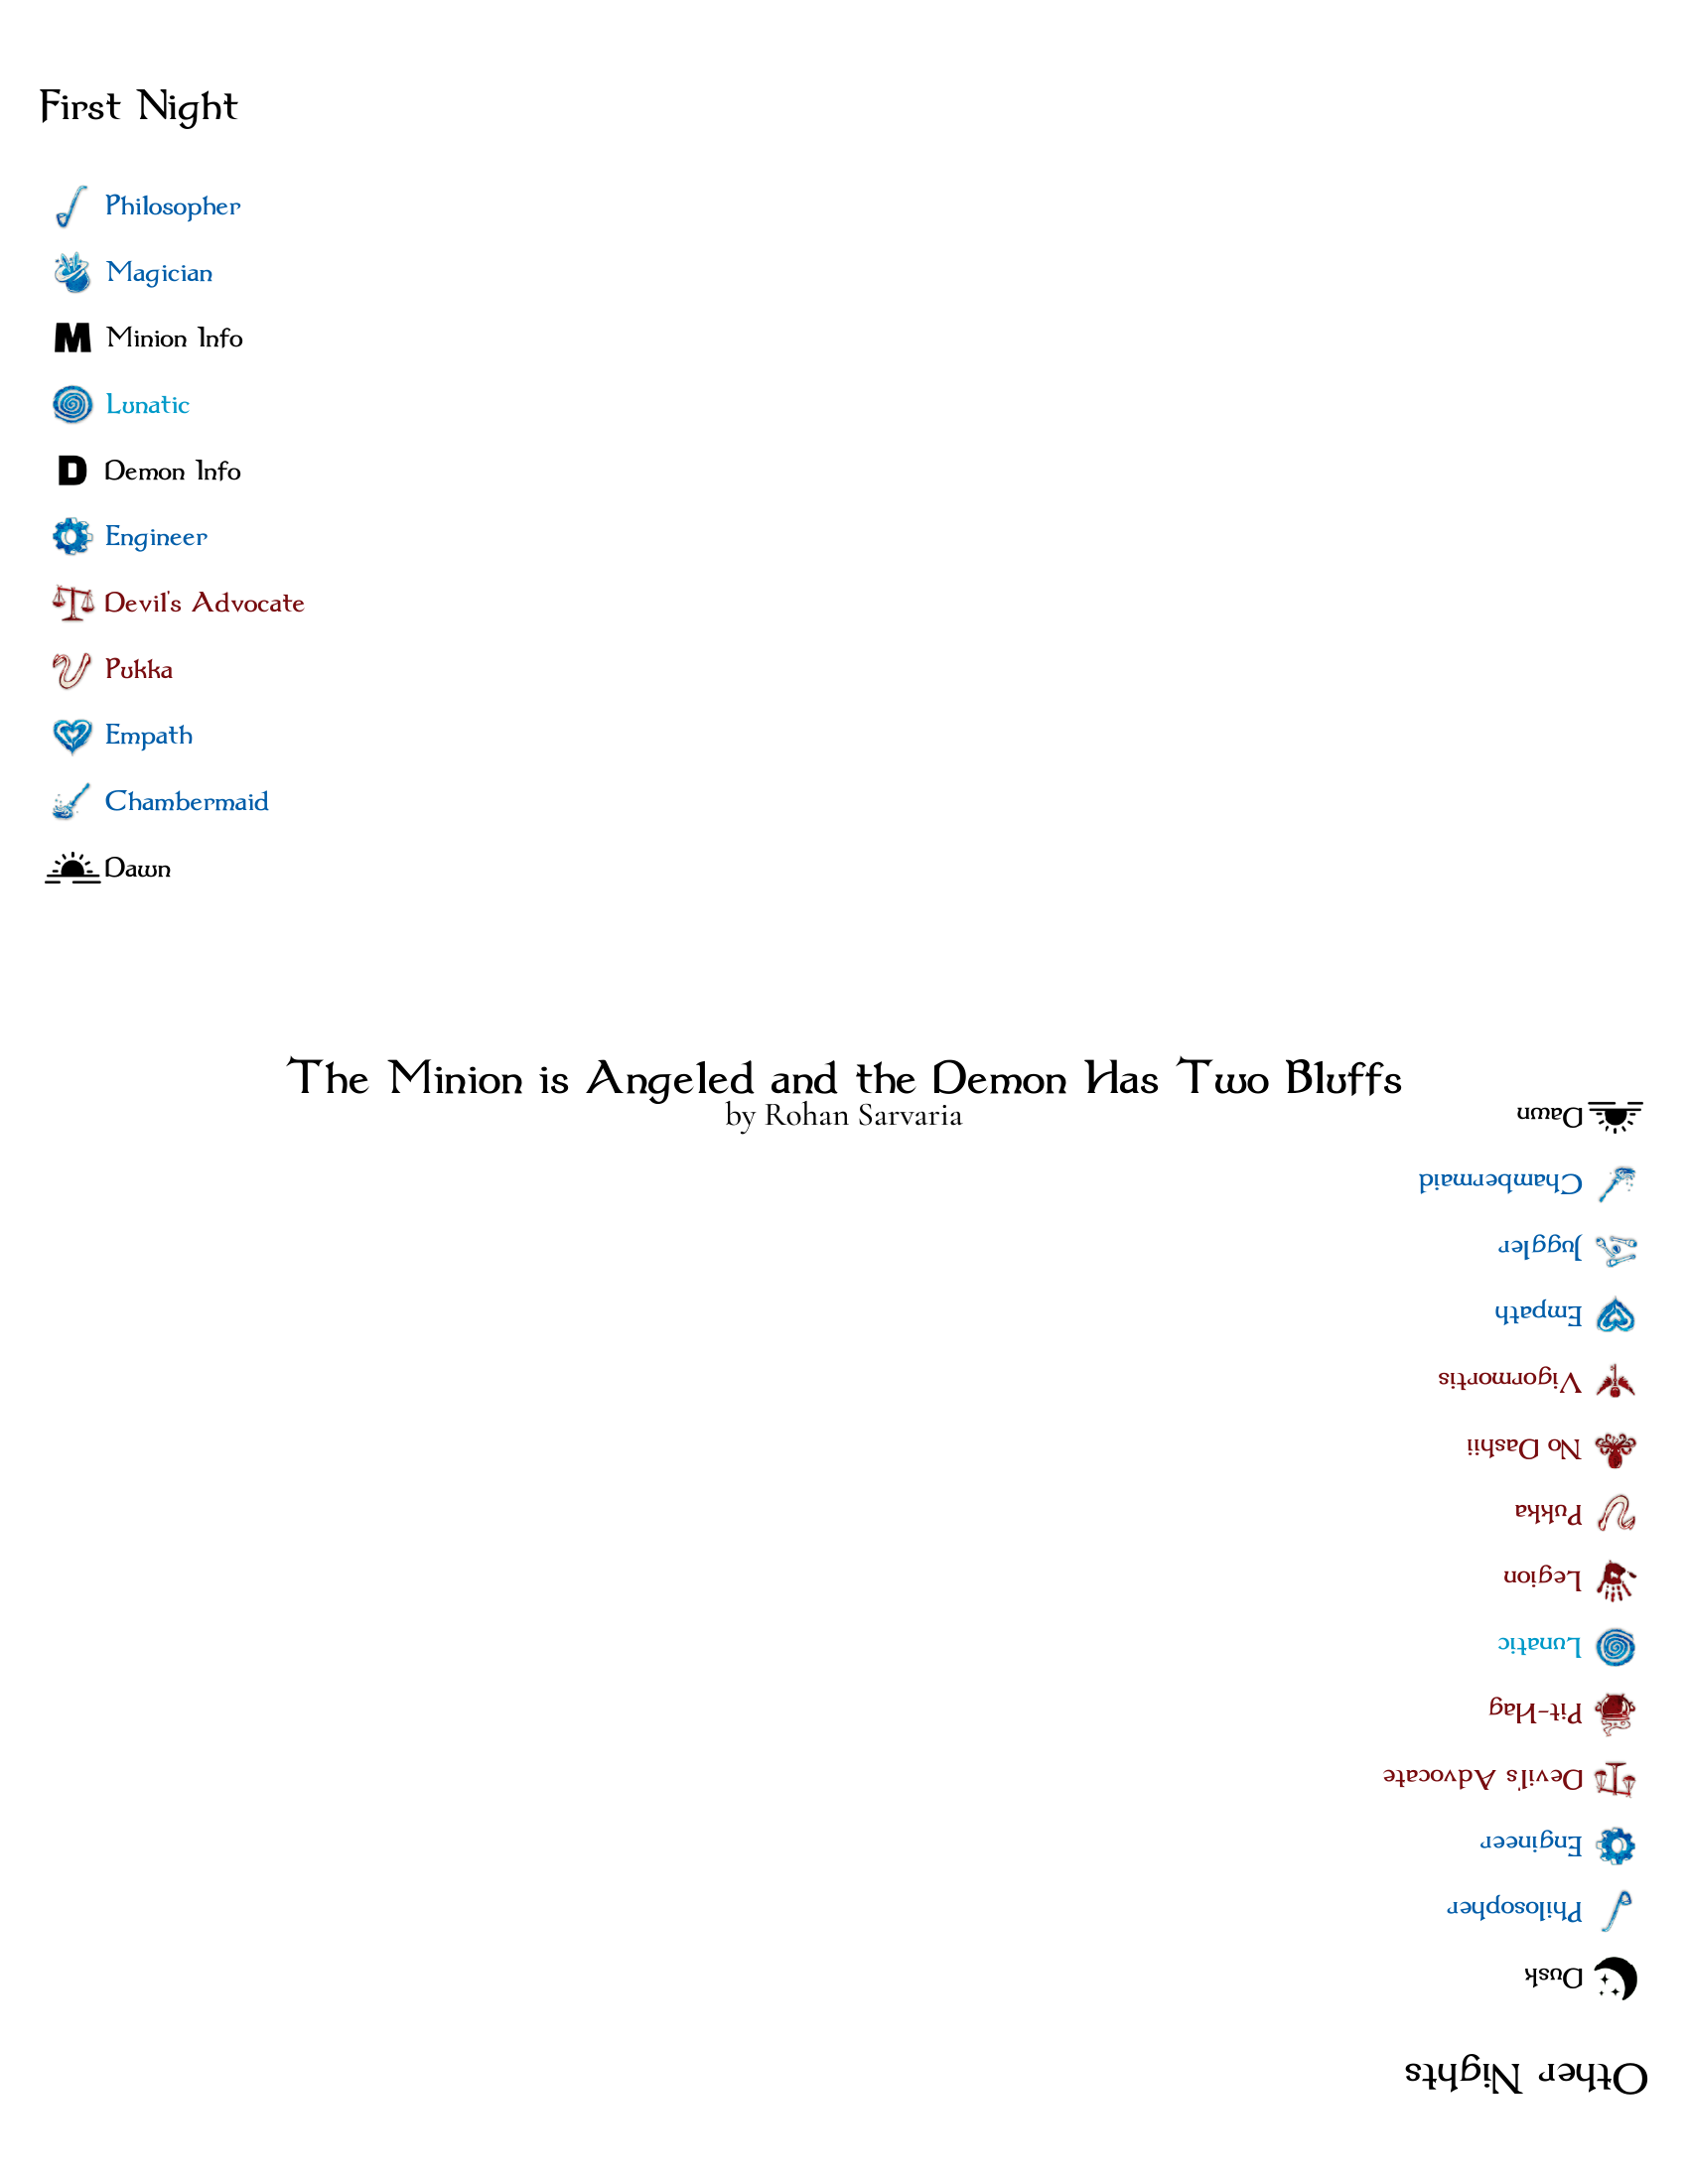 First Night
Philosopher
Magician
M Minion Info
Lunatic
D Demon Info
Engineer
Devil's Advocate
Pukka
Empath
Chambermaid
Dawn
The Minion is Angeled and the Demon Has Two Bluffs
by Rohan Sarvaria
Other Nights
Dusk
Philosopher
Engineer
Devil's Advocate
Pit-Hag
Lunatic
Legion
Pukka
No Dashii
Vigormortis
Empath
Juggler
Chambermaid
Dawn